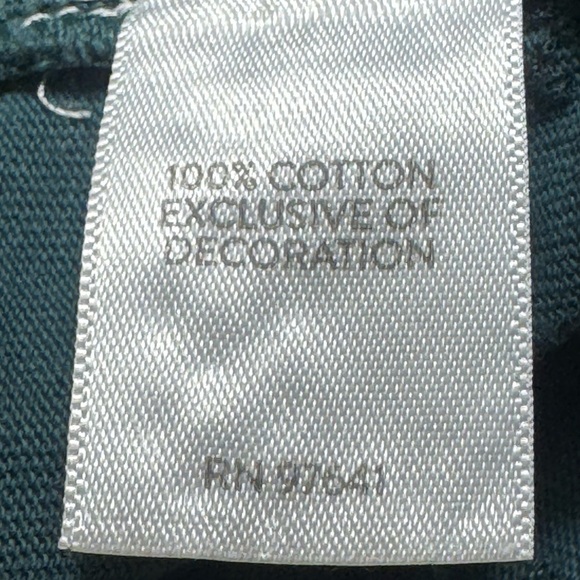 100% COTTON
EXCLUSIVE OF
DECORATION
RN 97641